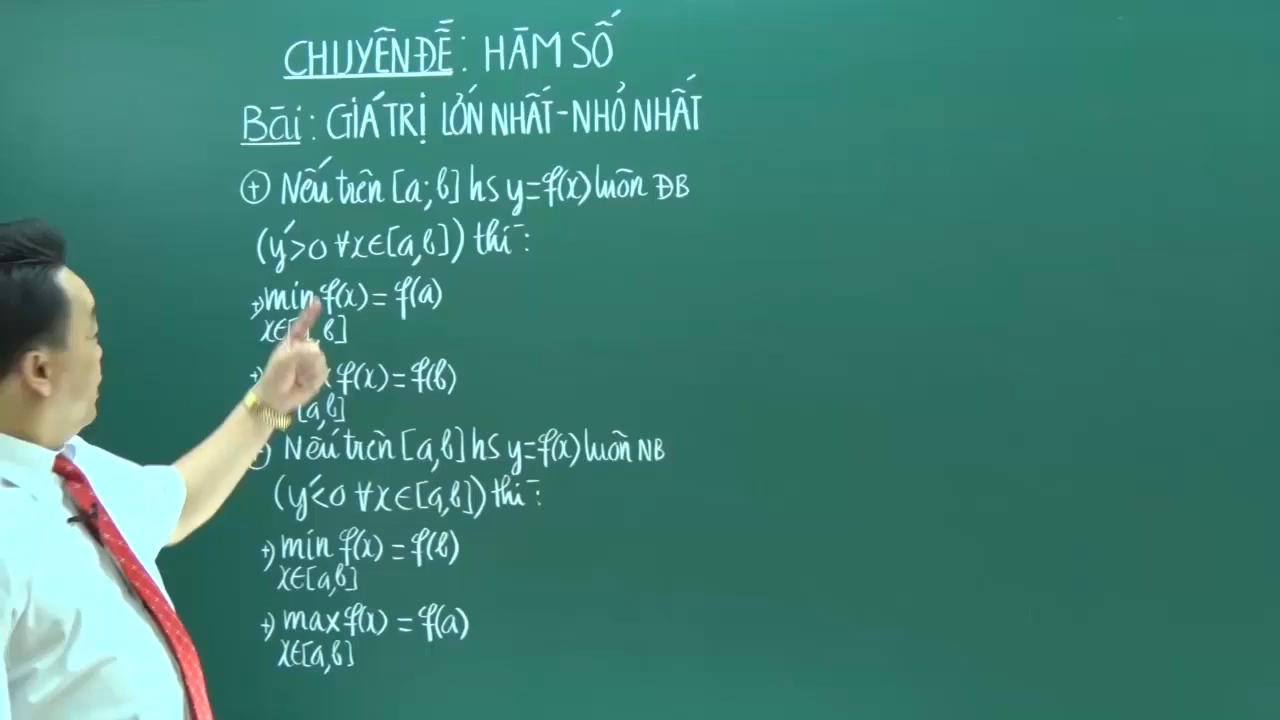 CHUYÊN ĐỀ: HÀM SỐ
Bài: GIÁ TRỊ LỚN NHẤT-NHỎ NHẤT
⊕ Nếu trên [a;b] hs y=f(x) luôn ĐB
(y'>0 ∀x∈[a,b]) thì:
+) min f(x) = f(a)
x∈[a,b]
f(x) = f(b)
[a,b]
Nếu trên [a,b] hs y=f(x) luôn NB
(y'<0 ∀x∈[a,b]) thì:
+) min f(x) = f(b)
x∈[a,b]
+) max f(x) = f(a)
x∈[a,b]